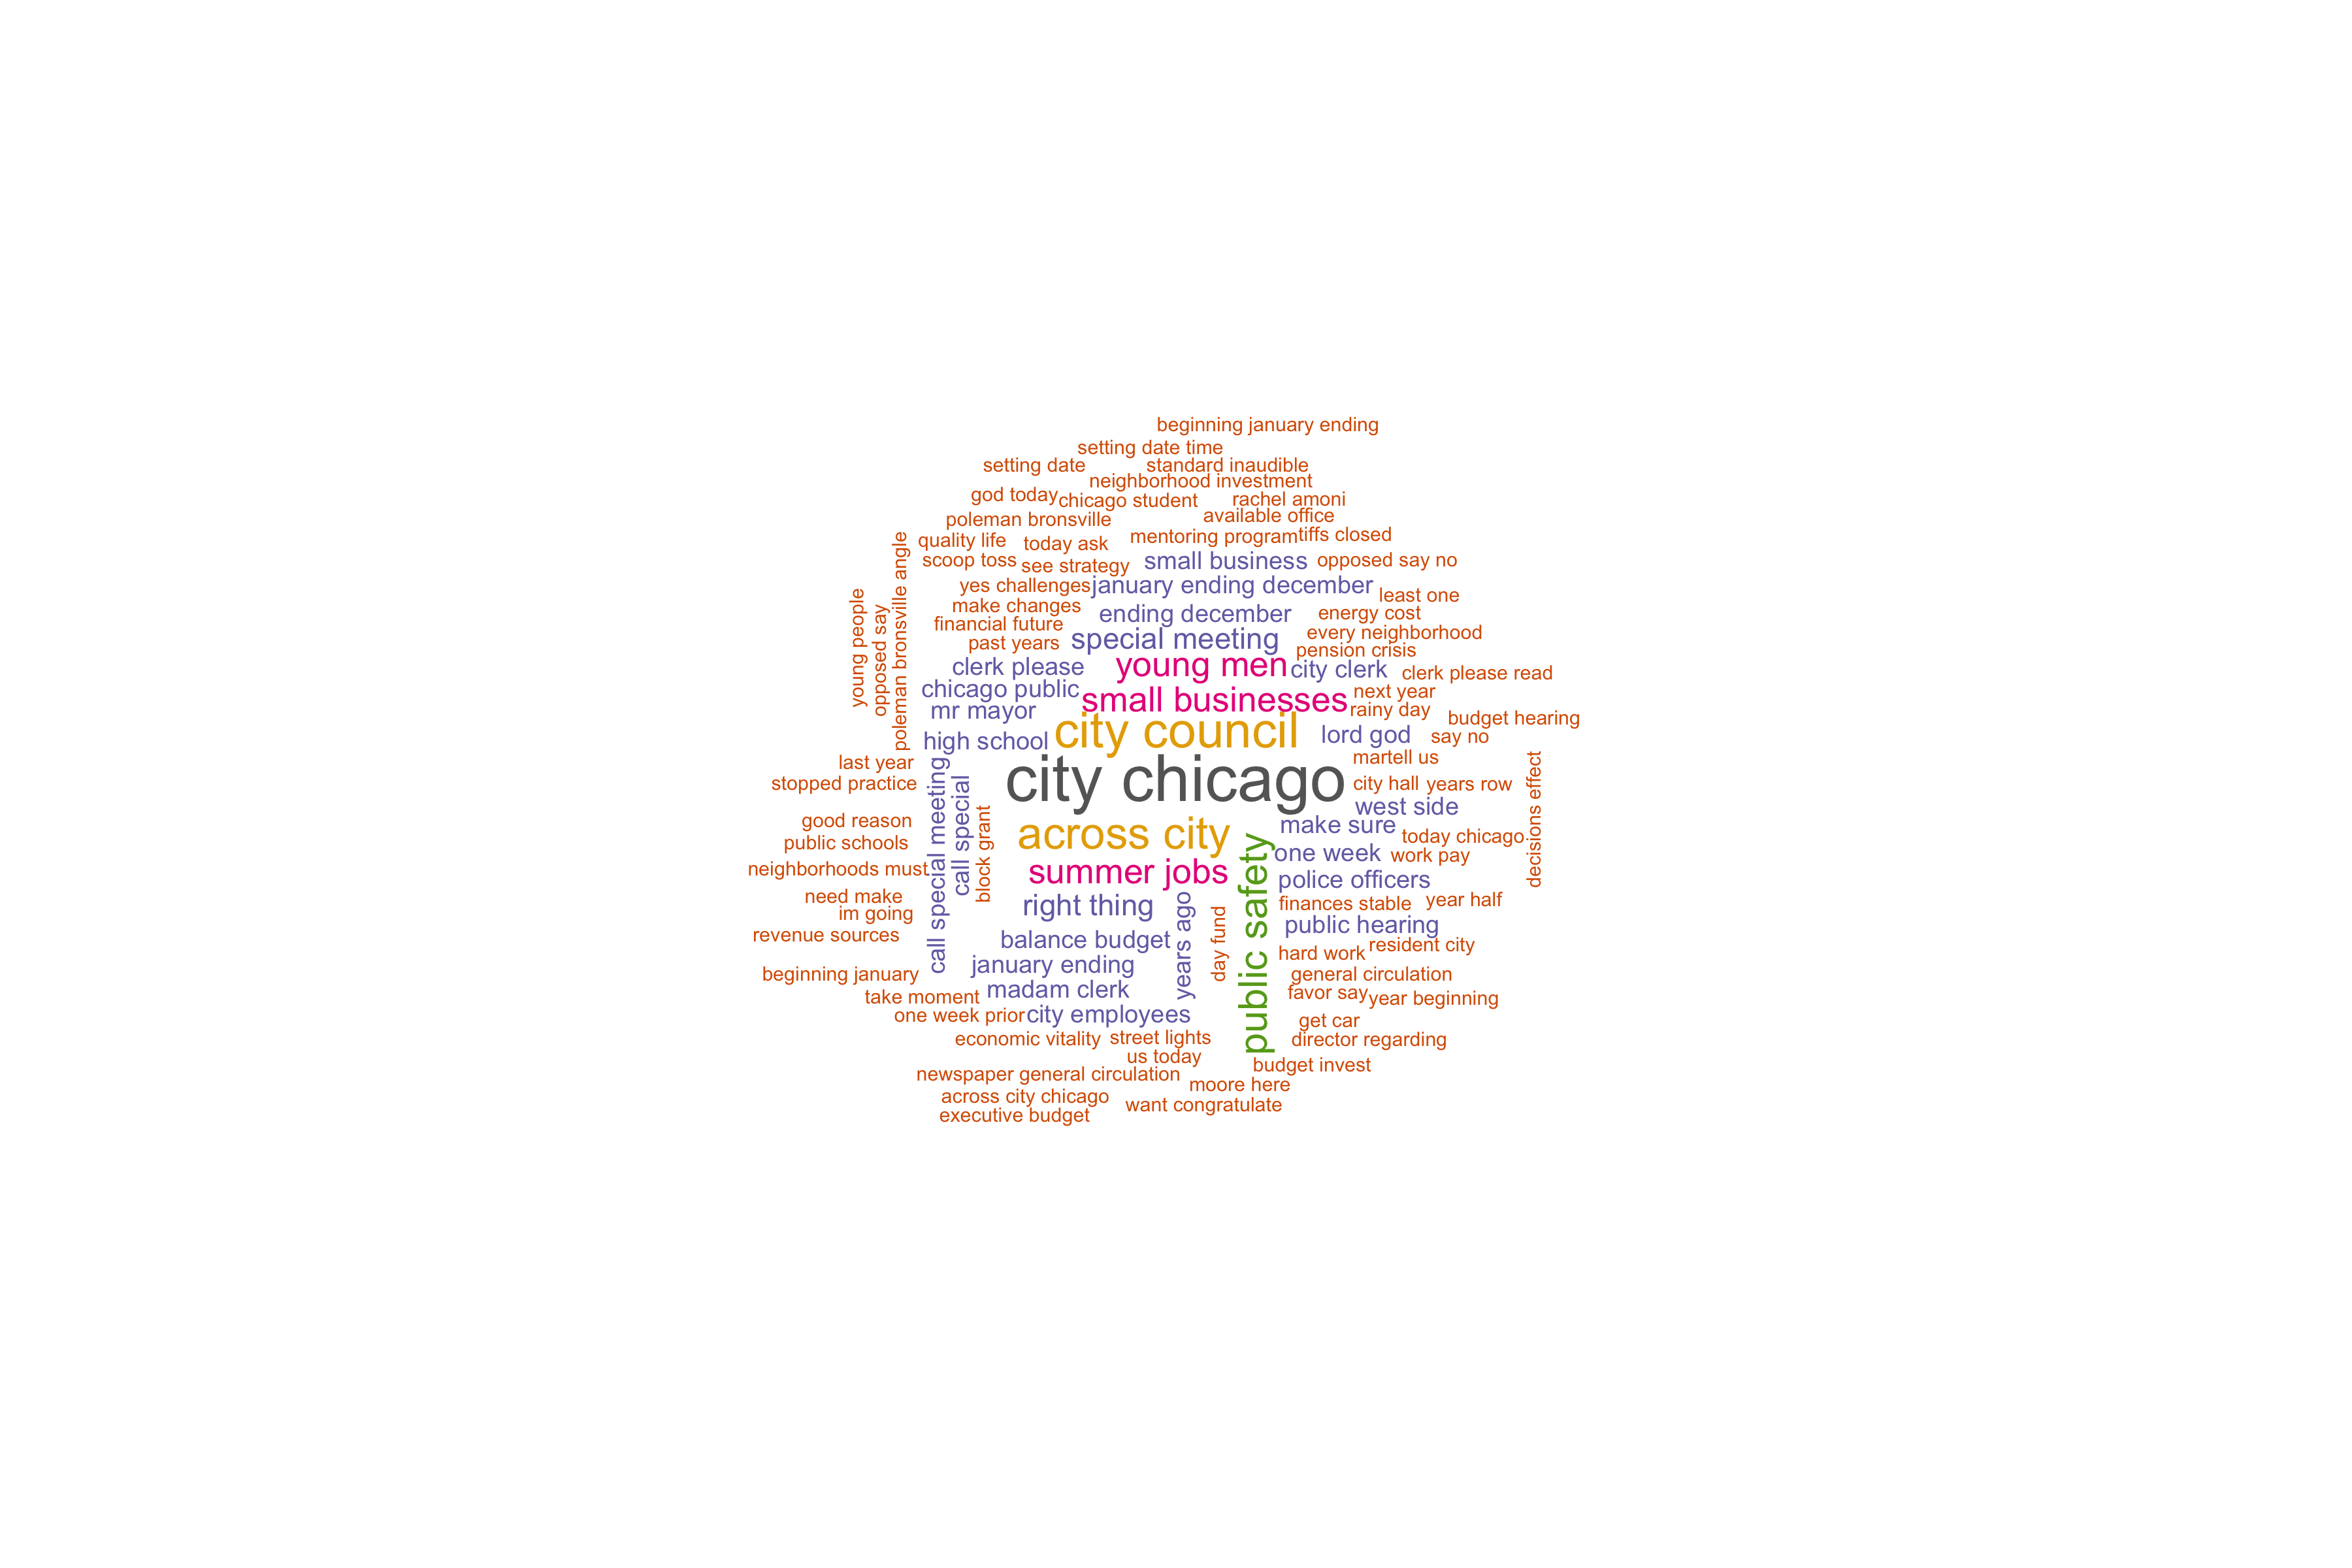 beginning january ending
setting date time
setting date
standard inaudible
neighborhood investment
god today
chicago student
rachel amoni
poleman bronsville
available office
quality life
today ask
mentoring program
tiffs closed
scoop toss
see strategy
small business
opposed say no
yes challenges
january ending december
least one
make changes
ending december
energy cost
financial future
special meeting
every neighborhood
past years
pension crisis
young people
opposed say
poleman bronsville angle
clerk please
young men
city clerk
clerk please read
chicago public
small businesses
next year
mr mayor
rainy day
budget hearing
high school
city council
lord god
say no
last year
martell us
stopped practice
city chicago
city hall
years row
decisions effect
call special meeting
call special
block grant
west side
good reason
across city
make sure
today chicago
public schools
one week
work pay
neighborhoods must
summer jobs
public safety
police officers
need make
finances stable
year half
im going
right thing
years ago
day fund
public hearing
revenue sources
balance budget
hard work
resident city
beginning january
january ending
general circulation
take moment
madam clerk
favor say
year beginning
one week prior
city employees
get car
economic vitality
street lights
director regarding
us today
budget invest
newspaper general circulation
moore here
across city chicago
want congratulate
executive budget